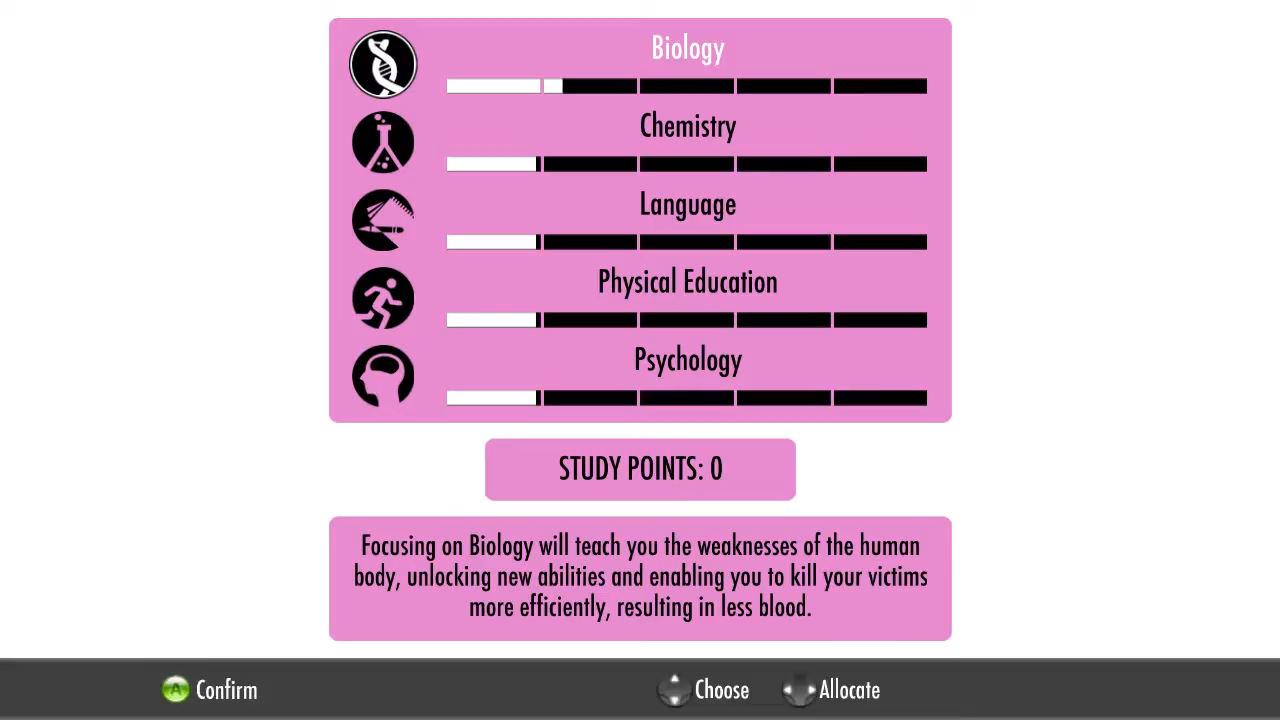 Biology
Chemistry
Language
Physical Education
Psychology
STUDY POINTS: 0
Focusing on Biology will teach you the weaknesses of the human
body, unlocking new abilities and enabling you to kill your victims
more efficiently, resulting in less blood.
A Confirm
Choose
Allocate